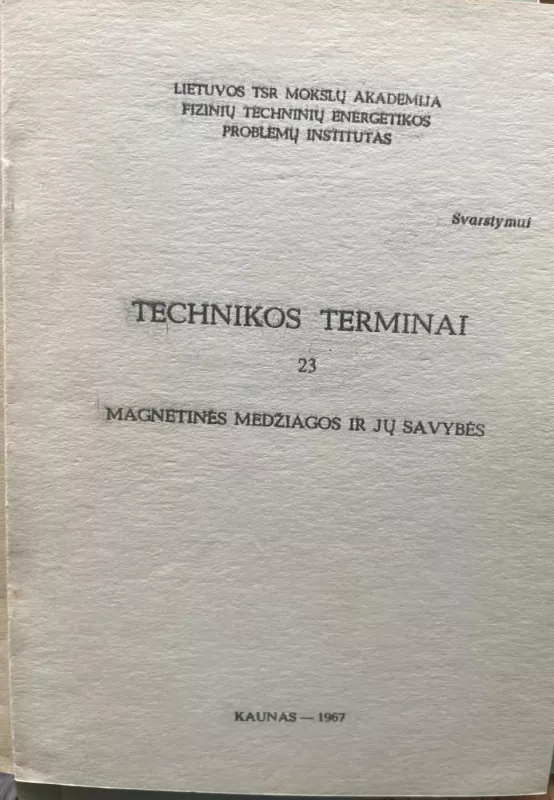 LIETUVOS TSR MOKSLŲ AKADEMIJA
FIZINIŲ TECHNINIŲ ENERGETIKOS
PROBLEMŲ INSTITUTAS
Svarstymui
TECHNIKOS TERMINAI
23
MAGNETINĖS MEDŽIAGOS IR JŲ SAVYBĖS
KAUNAS — 1967